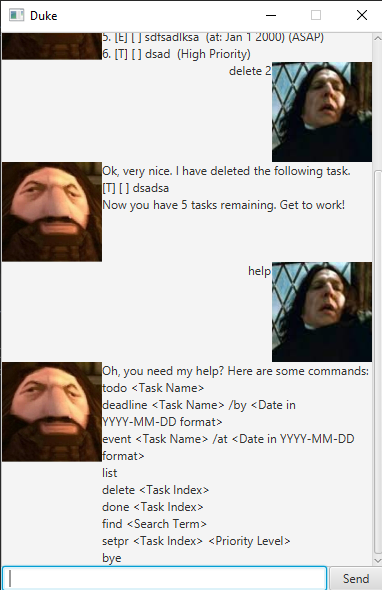 Duke
5. [E] [ ] sdfsadlksa  (at: Jan 1 2000) (ASAP)
6. [T] [ ] dsad  (High Priority)
delete 2
Ok, very nice. I have deleted the following task.
[T] [ ] dsadsa
Now you have 5 tasks remaining. Get to work!
help
Oh, you need my help? Here are some commands:
todo <Task Name>
deadline <Task Name> /by <Date in
YYYY-MM-DD format>
event <Task Name> /at <Date in YYYY-MM-DD
format>
list
delete <Task Index>
done <Task Index>
find <Search Term>
setpr <Task Index> <Priority Level>
bye
Send